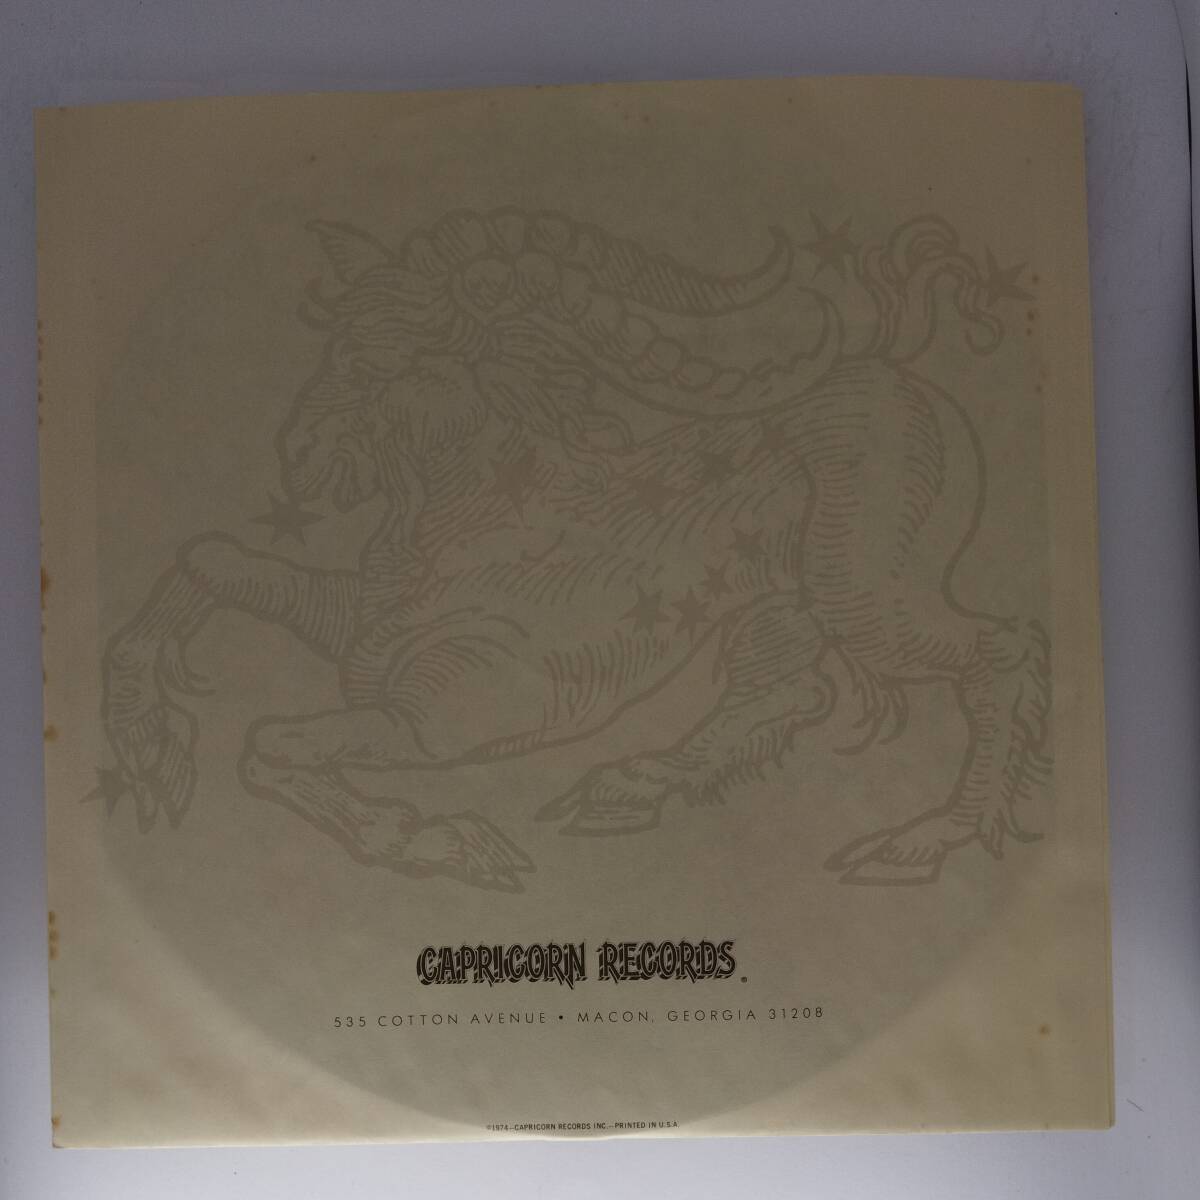 CAPRICORN RECORDS®
535 COTTON AVENUE • MACON, GEORGIA 31208
©1974—CAPRICORN RECORDS INC.—PRINTED IN U.S.A.